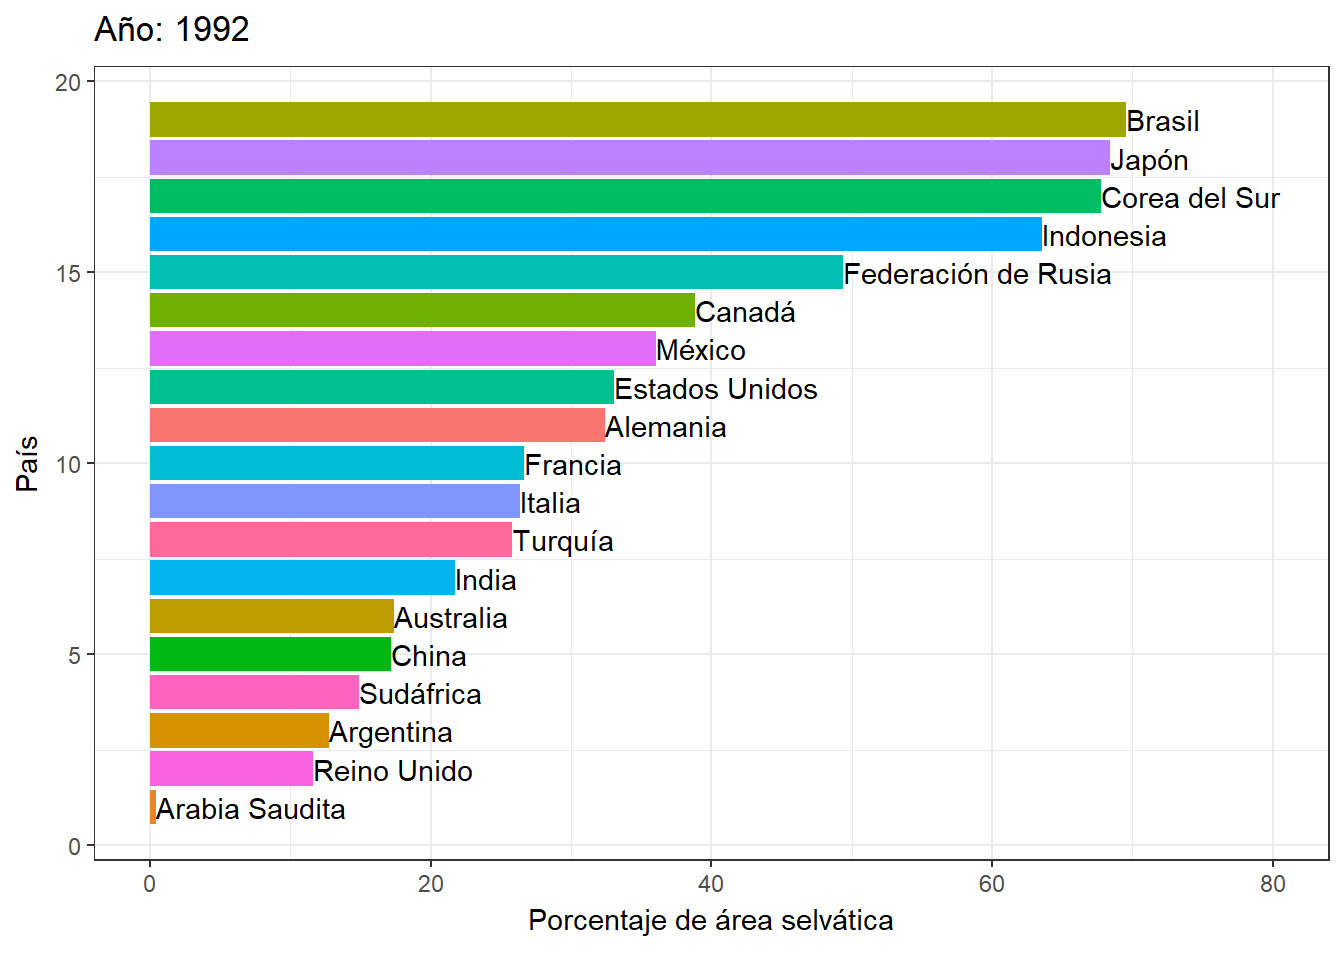 Año: 1992
20
Brasil
Japón
Corea del Sur
Indonesia
15
Federación de Rusia
Canadá
México
Estados Unidos
Alemania
País
10
Francia
Italia
Turquía
India
Australia
5
China
Sudáfrica
Argentina
Reino Unido
Arabia Saudita
0
0 20 40 60 80
Porcentaje de área selvática